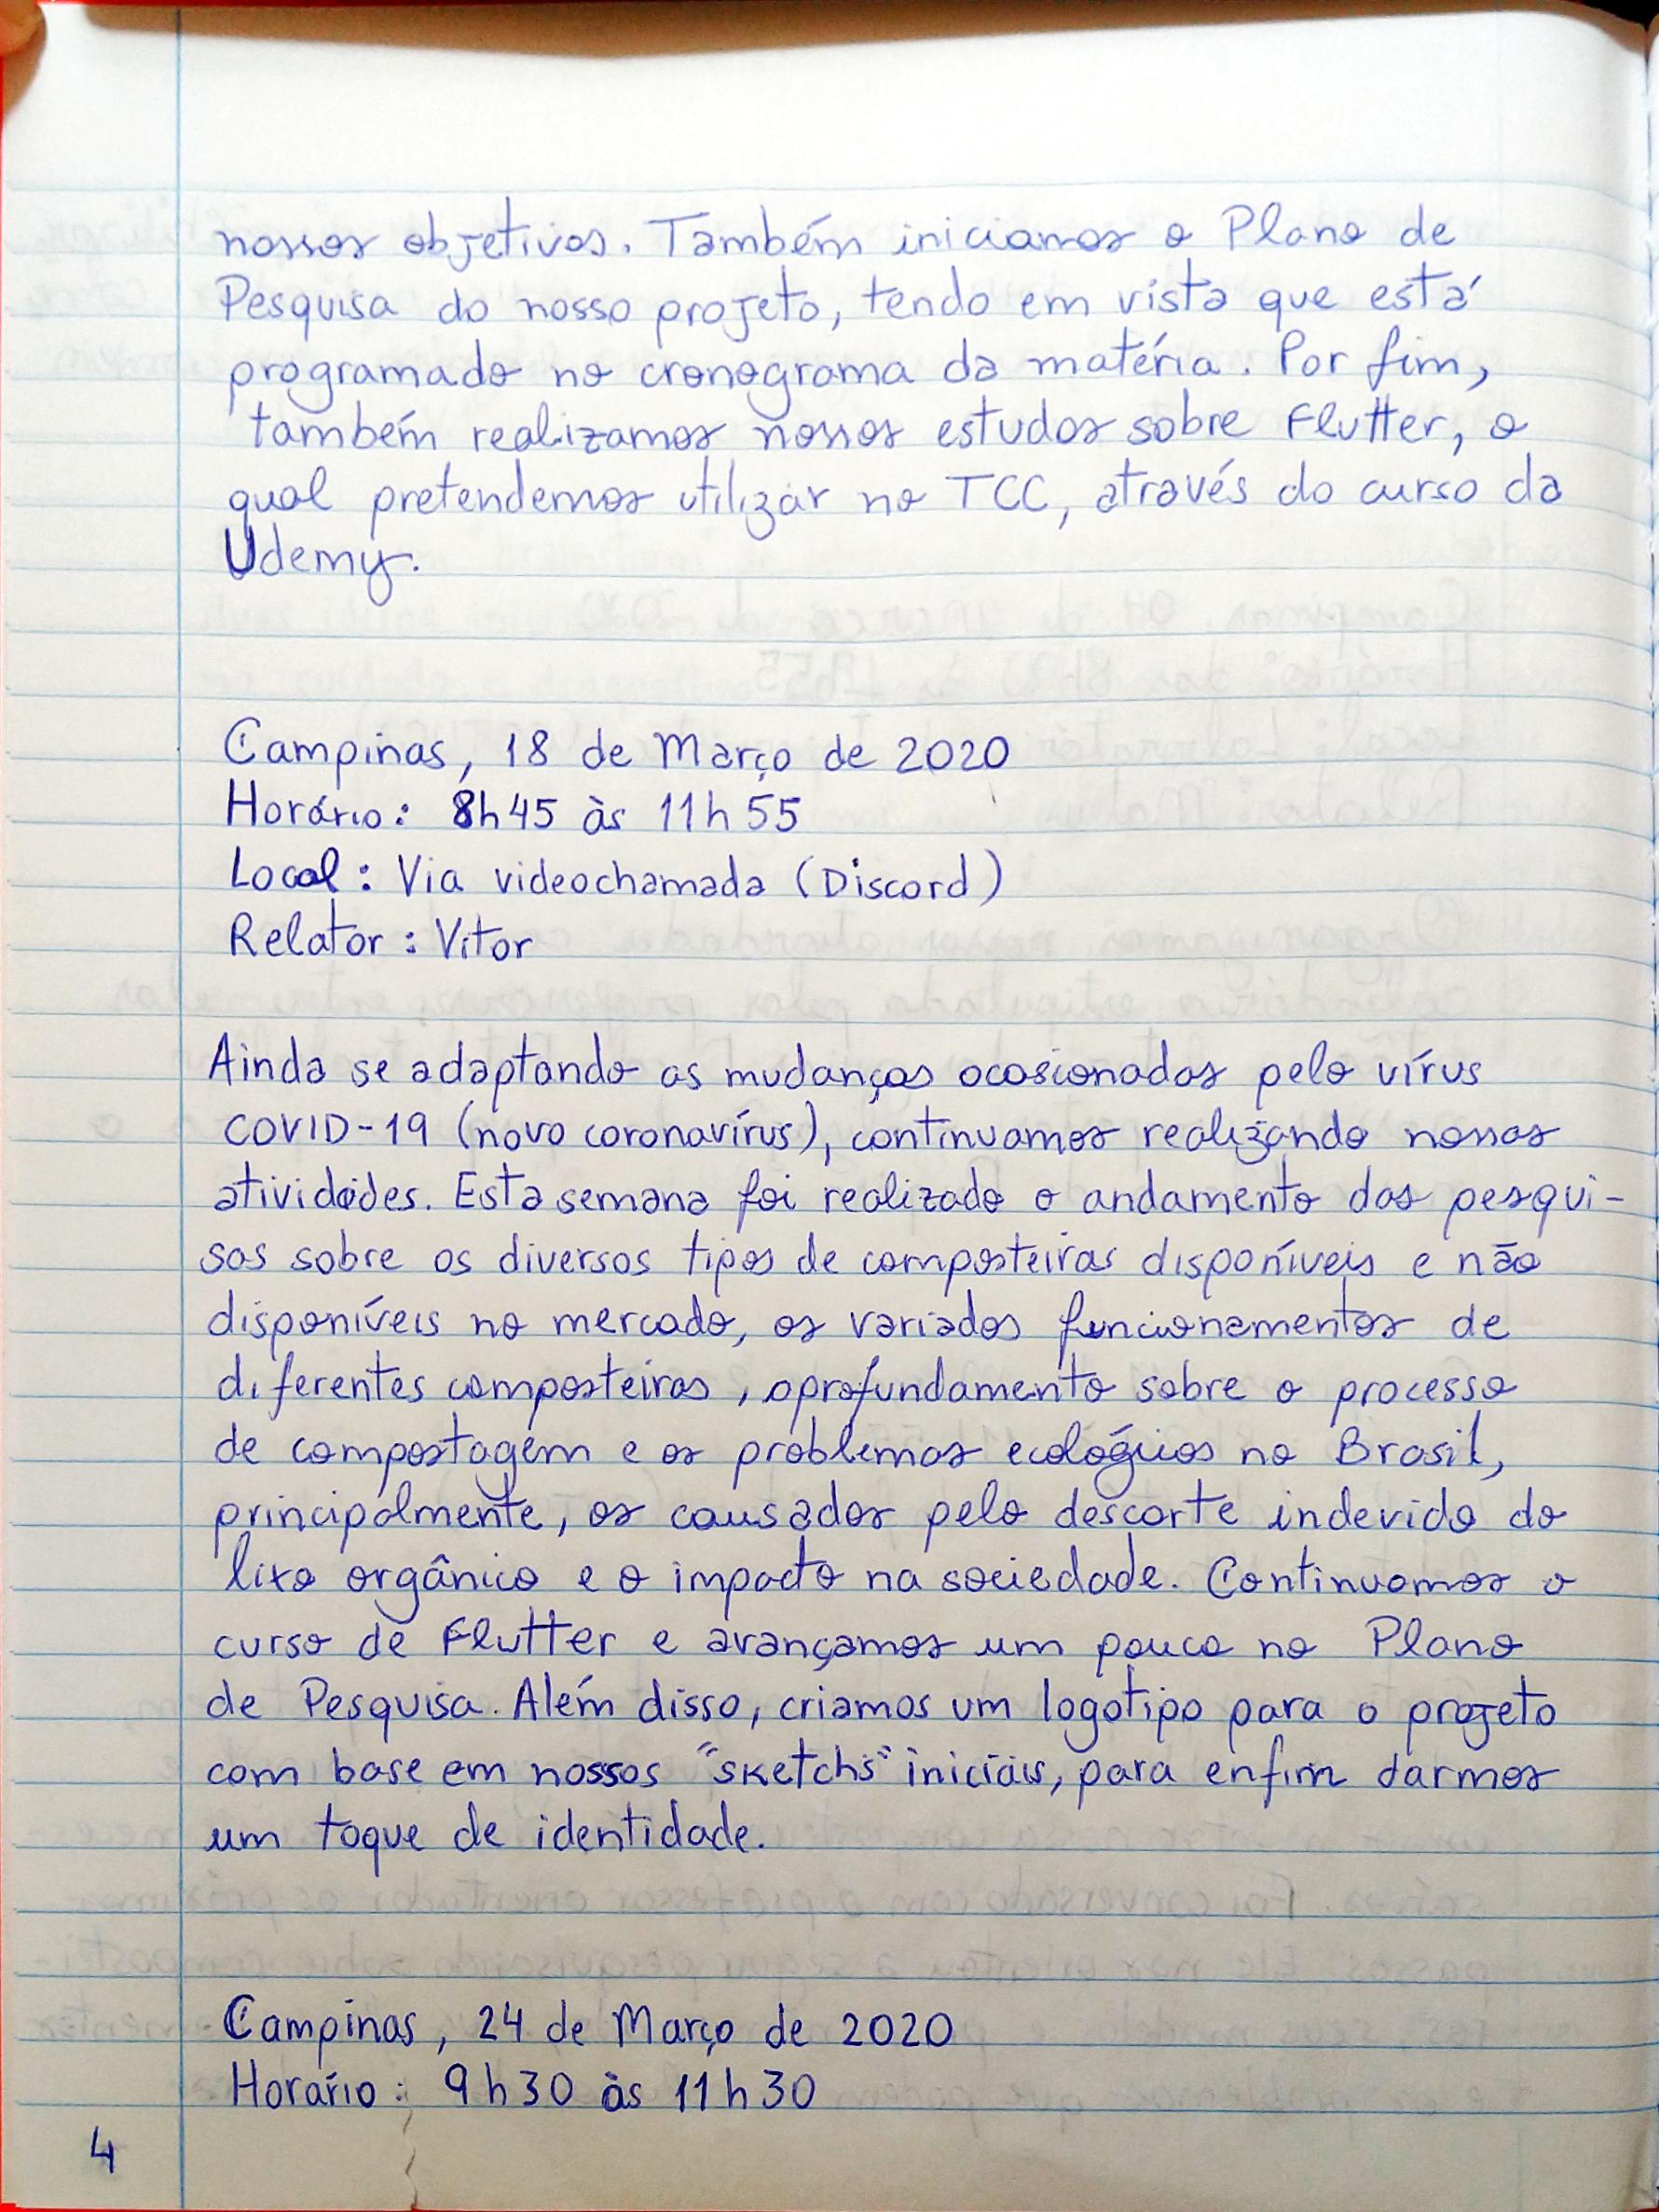 nossos objetivos. Também iniciamos o Plano de
Pesquisa do nosso projeto, tendo em vista que está
programado no cronograma da matéria. Por fim,
também realizamos nossos estudos sobre Flutter, o
qual pretendemos utilizar no TCC, através do curso da
Udemy.
Campinas, 18 de Março de 2020
Horário: 8h45 às 11h55
Local: Via videochamada (Discord)
Relator: Vitor
Ainda se adaptando as mudanças ocasionadas pelo vírus
COVID-19 (novo coronavírus), continuamos realizando nossas
atividades. Esta semana foi realizado o andamento das pesqui-
sas sobre os diversos tipos de composteiras disponíveis e não
disponíveis no mercado, os variados funcionamentos de
diferentes composteiras, aprofundamento sobre o processo
de compostagem e os problemas ecológicos no Brasil,
principalmente, os causados pelo descarte indevido do
lixo orgânico e o impacto na sociedade. Continuamos o
curso de Flutter e avançamos um pouco no Plano
de Pesquisa. Além disso, criamos um logotipo para o projeto
com base em nossos "sketchs" iniciais, para enfim darmos
um toque de identidade.
Campinas, 24 de Março de 2020
Horário: 9h30 às 11h30
4